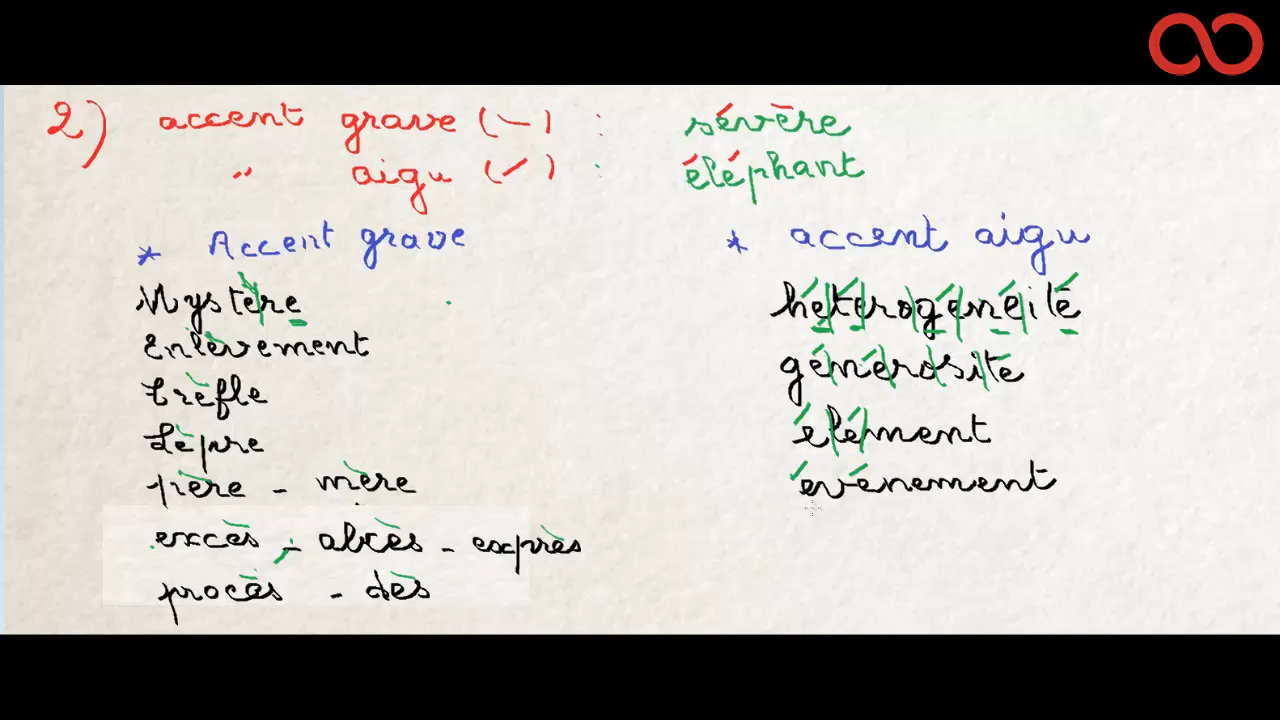 2) accent grave (`) : sévère
" aigu (´) : éléphant
* Accent grave
Mystère
Enlèvement
trèfle
lèpre
père - mère
excès - abcès - exprès
procès - dès
* accent aigu
hétérogénéité
générosité
élément
événement